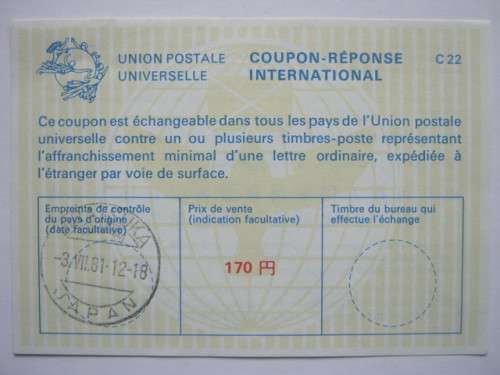 UNION POSTALE
UNIVERSELLE
COUPON-RÉPONSE
INTERNATIONAL
C 22
Ce coupon est échangeable dans tous les pays de l'Union postale
universelle contre un ou plusieurs timbres-poste représentant
l'affranchissement minimal d'une lettre ordinaire, expédiée à
l'étranger par voie de surface.
Empreinte de contrôle
du pays d'origine
(date facultative)
Prix de vente
(indication facultative)
Timbre du bureau qui
effectue l'échange
170 円
-3.VII.81.-12-18
JAPAN